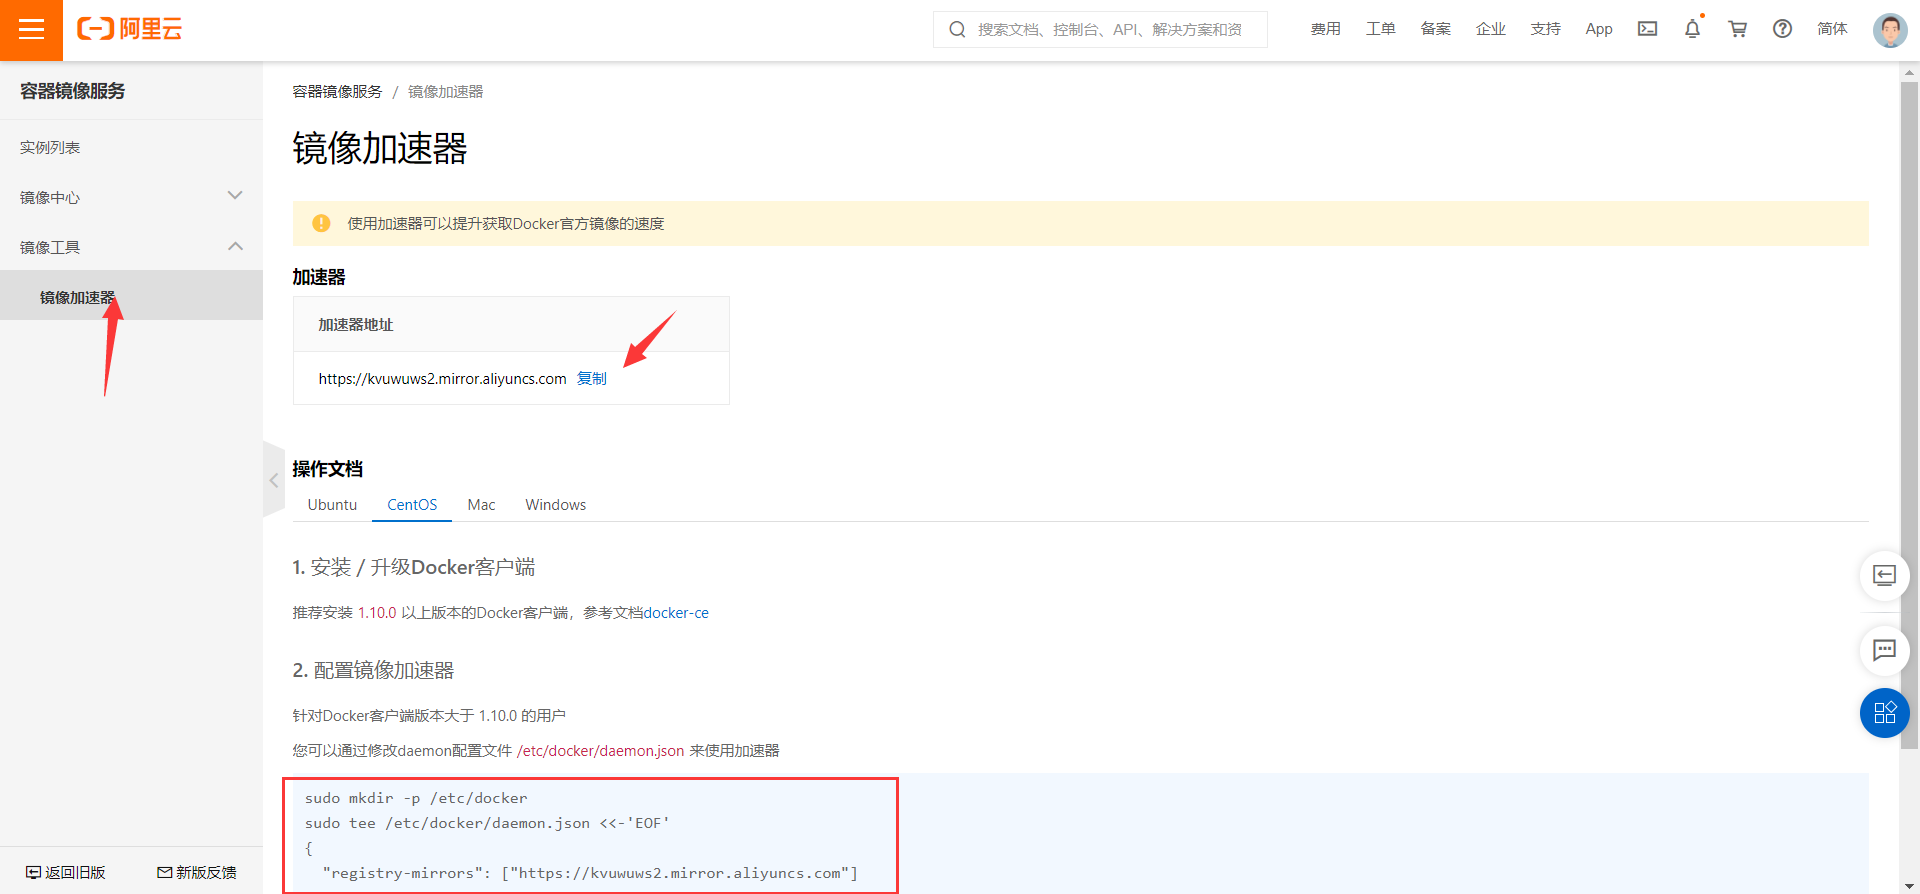 阿里云
搜索文档、控制台、API、解决方案和资
费用
工单
备案
企业
支持
App
简体
容器镜像服务
实例列表
镜像中心
镜像工具
镜像加速器
返回旧版
新版反馈
容器镜像服务 / 镜像加速器
镜像加速器
使用加速器可以提升获取Docker官方镜像的速度
加速器
加速器地址
https://kvuwuws2.mirror.aliyuncs.com 复制
操作文档
Ubuntu CentOS Mac Windows
1. 安装 / 升级Docker客户端
推荐安装 1.10.0 以上版本的Docker客户端，参考文档docker-ce
2. 配置镜像加速器
针对Docker客户端版本大于 1.10.0 的用户
您可以通过修改daemon配置文件 /etc/docker/daemon.json 来使用加速器
sudo mkdir -p /etc/docker
sudo tee /etc/docker/daemon.json <<-'EOF'
{
"registry-mirrors": ["https://kvuwuws2.mirror.aliyuncs.com"]